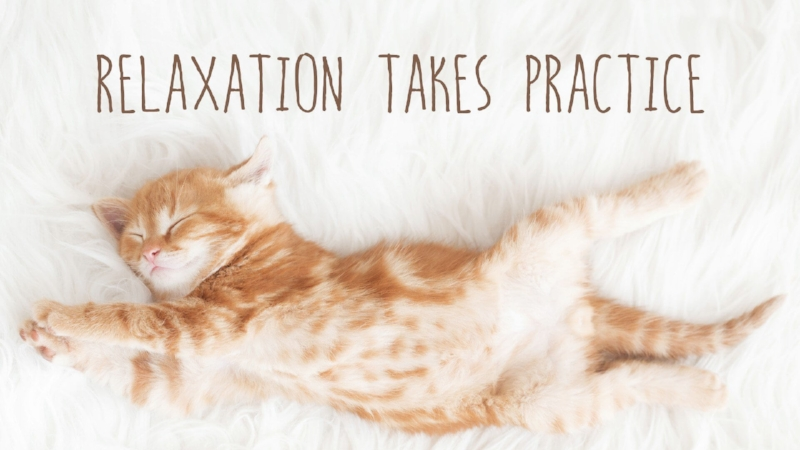 RELAXATION TAKES PRACTICE